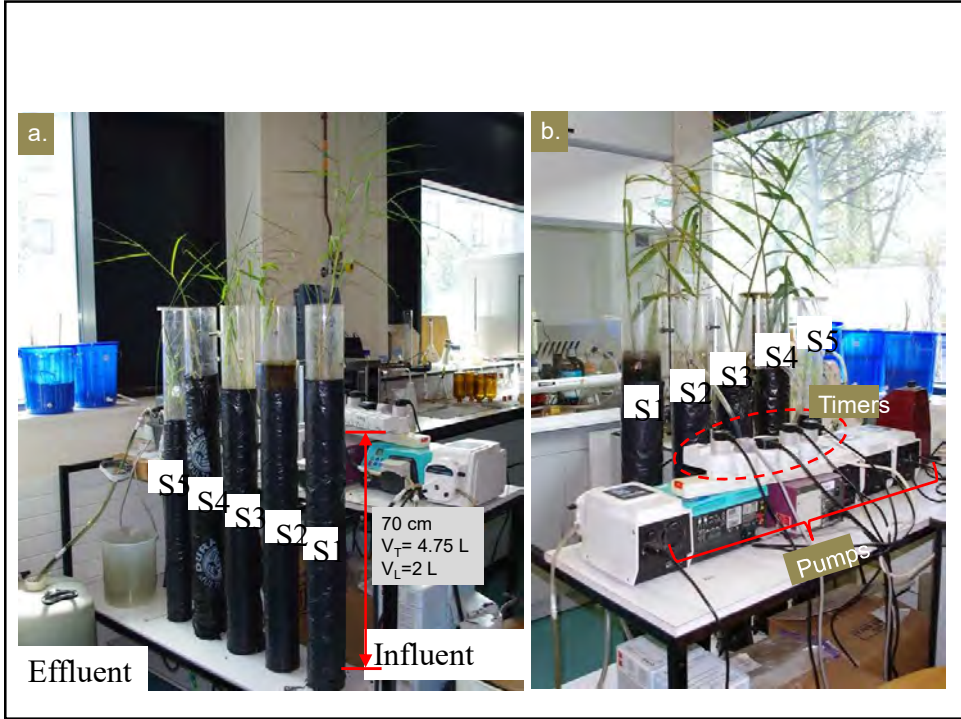 a.
S5
S4
S3
S2
S1
70 cm
V_T= 4.75 L
V_L=2 L
Effluent
Influent
b.
S1
S2
S3
S4
S5
Timers
Pumps